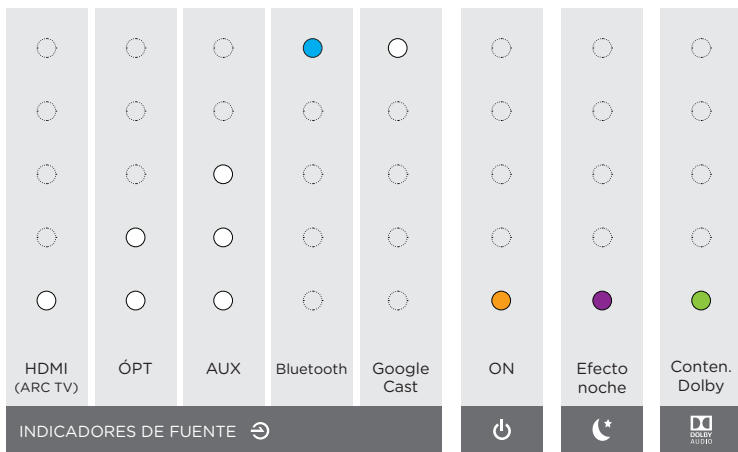 HDMI
(ARC TV)
ÓPT
AUX
Bluetooth
Google
Cast
ON
Efecto
noche
Conten.
Dolby
INDICADORES DE FUENTE
DOLBY
AUDIO